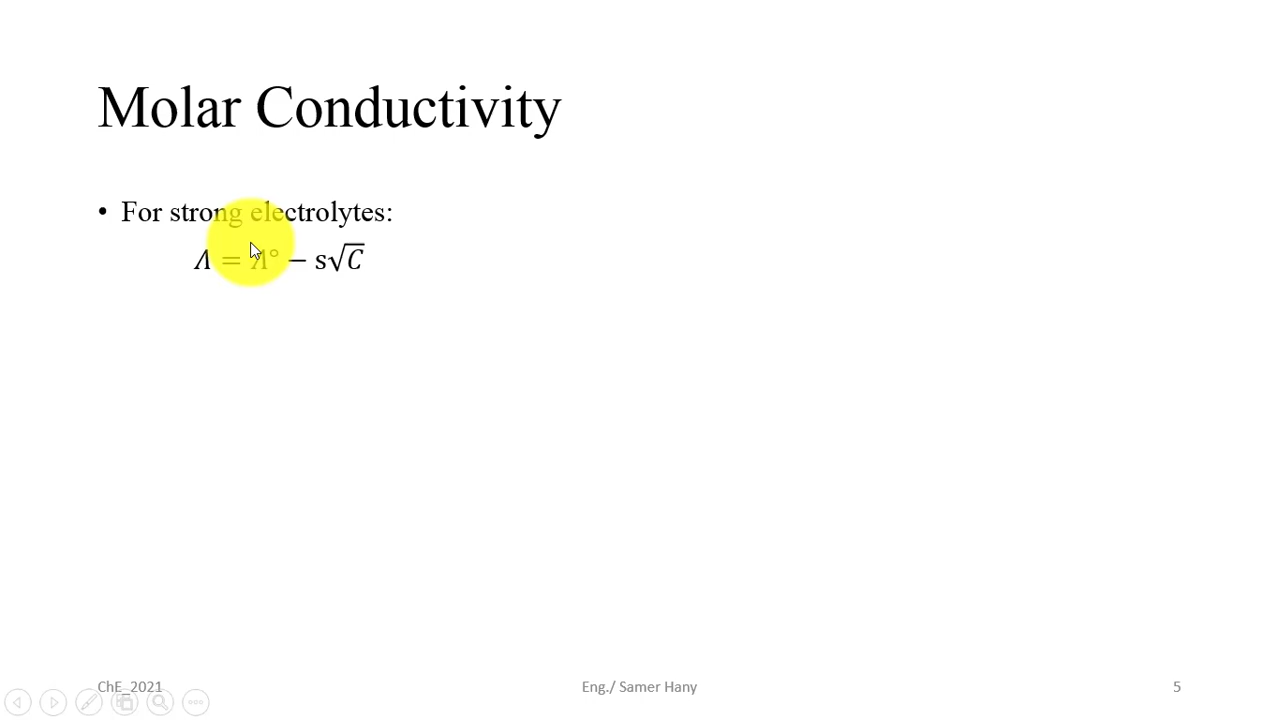 Molar Conductivity
• For strong electrolytes:
Λ = Λ° − s√C
ChE_2021
Eng./ Samer Hany
5